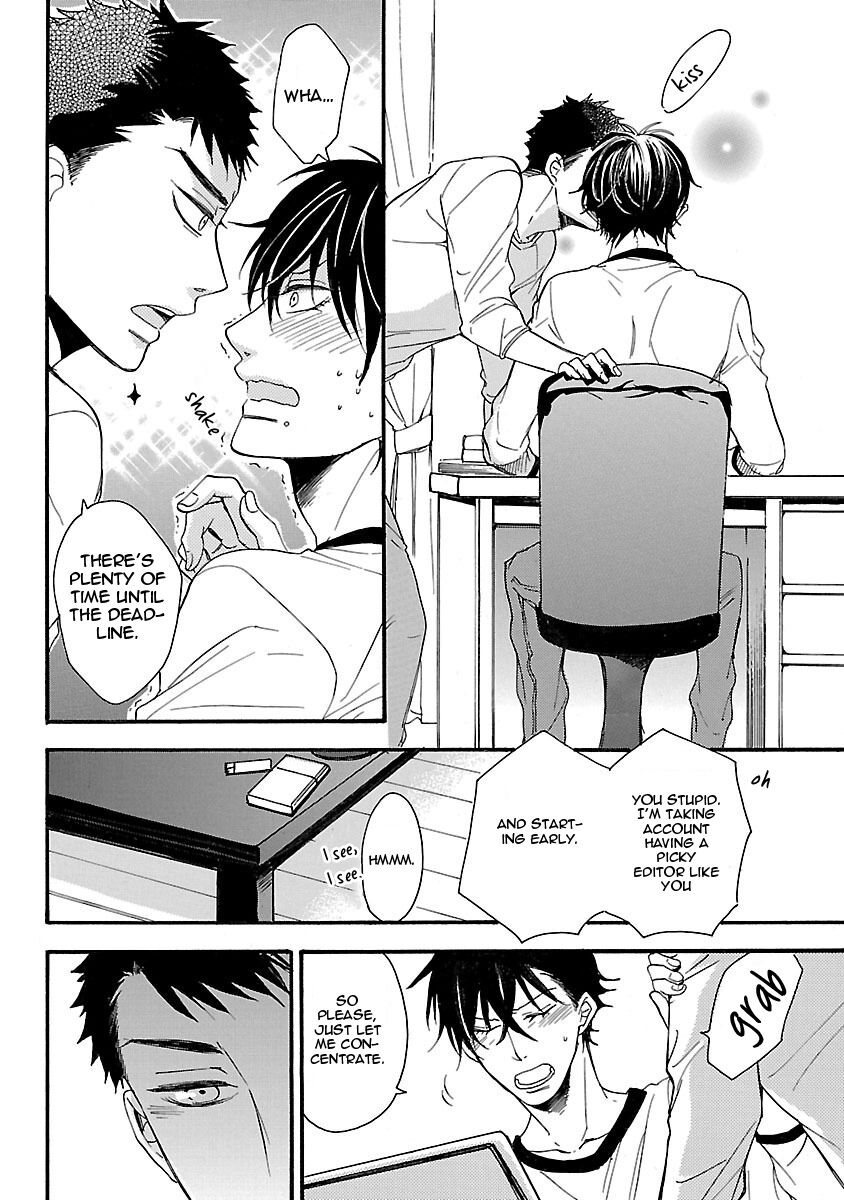 kiss
WHA...
shake
THERE'S
PLENTY OF
TIME UNTIL
THE DEAD-
LINE.
oh
YOU STUPID.
I'M TAKING
ACCOUNT
HAVING A
PICKY
EDITOR LIKE
YOU
AND START-
ING EARLY.
HMMM.
I see,
I see.
grab
SO
PLEASE,
JUST LET
ME CON-
CENTRATE.